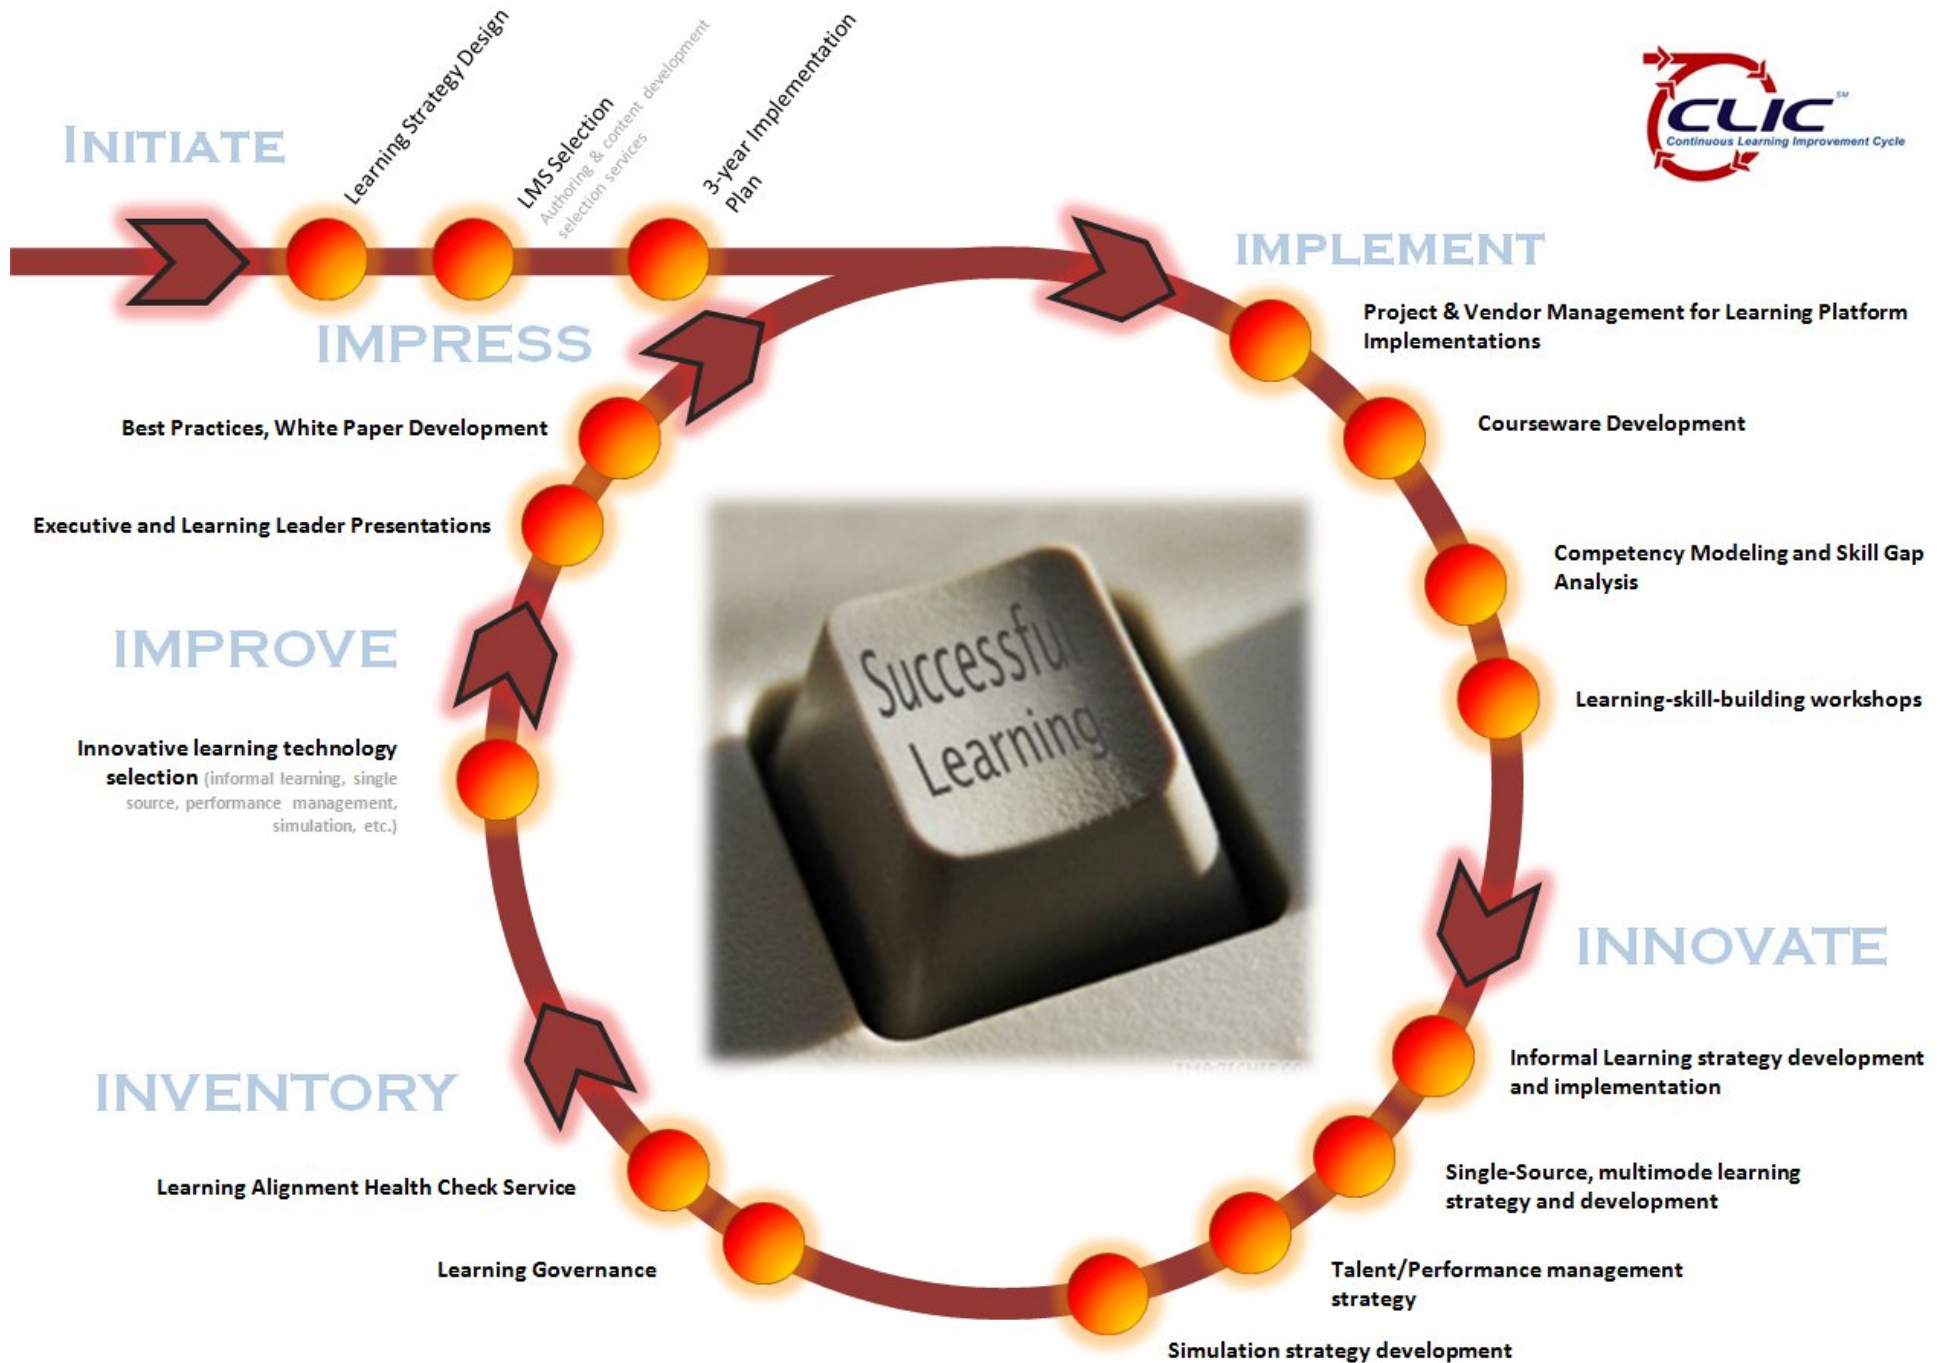 INITIATE
Learning Strategy Design
LMS Selection
Authoring & content development
selection services
3-year Implementation
Plan
CLIC SM
Continuous Learning Improvement Cycle
IMPLEMENT
Project & Vendor Management for Learning Platform
Implementations
Courseware Development
Competency Modeling and Skill Gap
Analysis
Learning-skill-building workshops
INNOVATE
Informal Learning strategy development
and implementation
Single-Source, multimode learning
strategy and development
Talent/Performance management
strategy
Simulation strategy development
INVENTORY
Learning Governance
Learning Alignment Health Check Service
IMPROVE
Innovative learning technology
selection (informal learning, single
source, performance management,
simulation, etc.)
IMPRESS
Executive and Learning Leader Presentations
Best Practices, White Paper Development
Successful
Learning